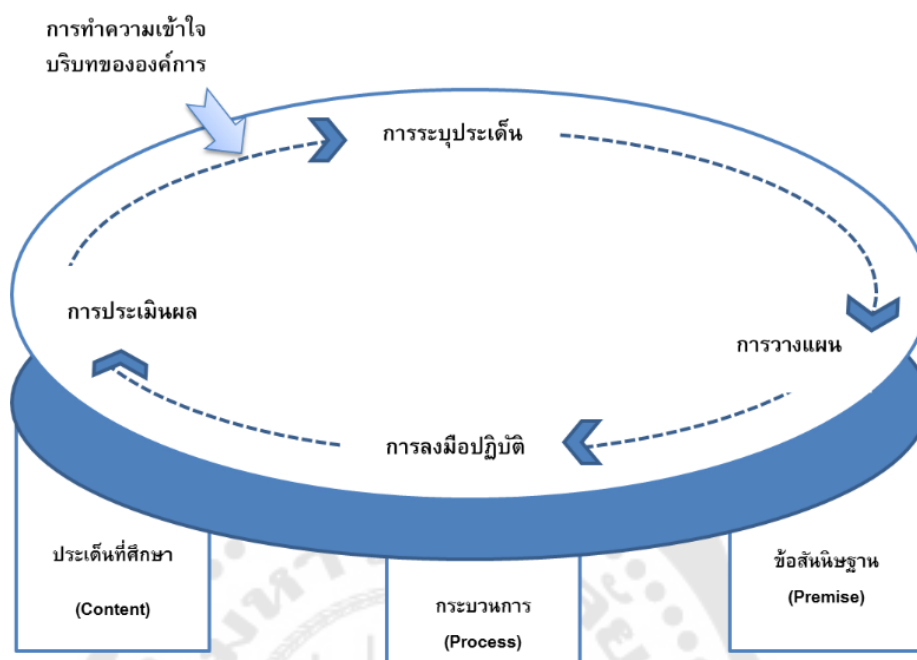 การทำความเข้าใจ
บริบทขององค์การ
การระบุประเด็น
การประเมินผล
การวางแผน
การลงมือปฏิบัติ
ประเด็นที่ศึกษา
(Content)
กระบวนการ
(Process)
ข้อสันนิษฐาน
(Premise)